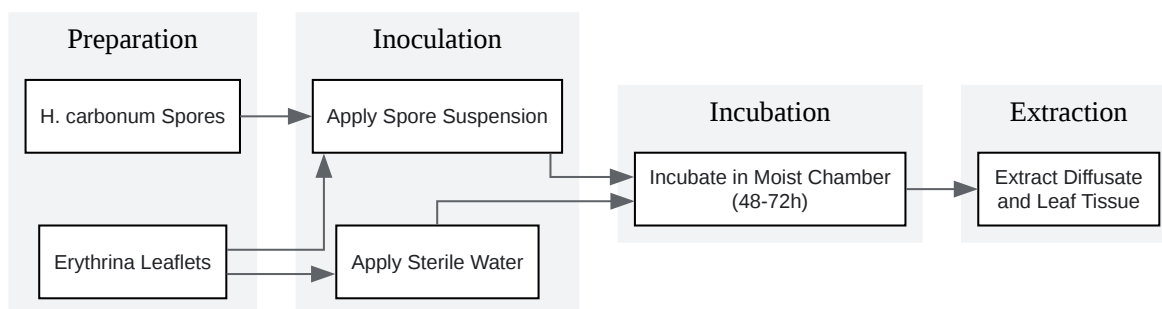 Preparation
H. carbonum Spores
Erythrina Leaflets
Inoculation
Apply Spore Suspension
Apply Sterile Water
Incubation
Incubate in Moist Chamber
(48-72h)
Extraction
Extract Diffusate
and Leaf Tissue